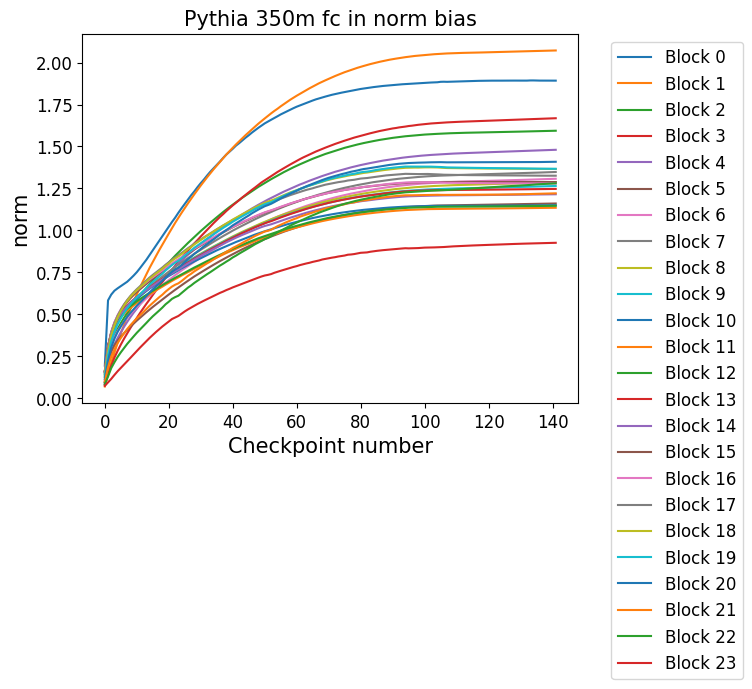 Pythia 350m fc in norm bias
norm
2.00
1.75
1.50
1.25
1.00
0.75
0.50
0.25
0.00
0
20
40
60
80
100
120
140
Checkpoint number
Block 0
Block 1
Block 2
Block 3
Block 4
Block 5
Block 6
Block 7
Block 8
Block 9
Block 10
Block 11
Block 12
Block 13
Block 14
Block 15
Block 16
Block 17
Block 18
Block 19
Block 20
Block 21
Block 22
Block 23